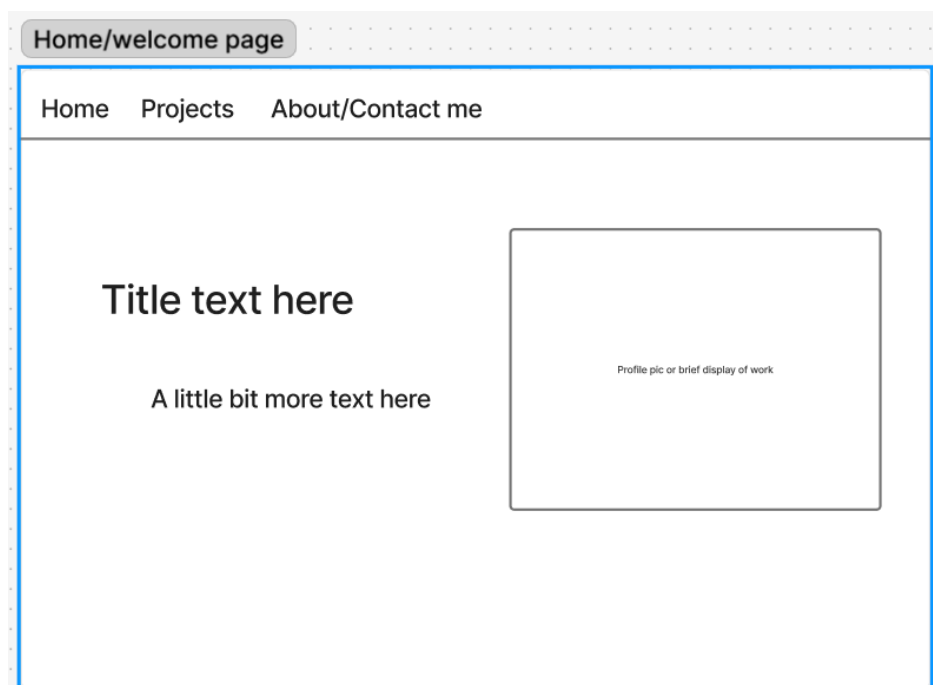 Home/welcome page
Home Projects About/Contact me
Title text here
A little bit more text here
Profile pic or brief display of work